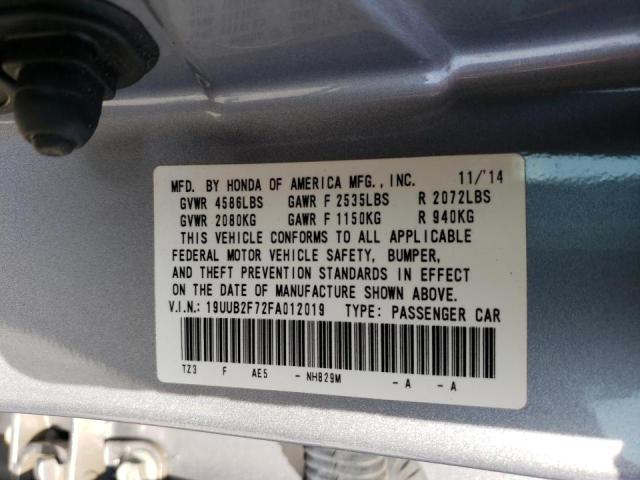 MFD. BY HONDA OF AMERICA MFG., INC. 11/'14
GVWR 4586LBS GAWR F 2535LBS R 2072LBS
GVWR 2080KG GAWR F 1150KG R 940KG
THIS VEHICLE CONFORMS TO ALL APPLICABLE
FEDERAL MOTOR VEHICLE SAFETY, BUMPER,
AND THEFT PREVENTION STANDARDS IN EFFECT
ON THE DATE OF MANUFACTURE SHOWN ABOVE.
V.I.N.: 19UUB2F72FA012019 TYPE: PASSENGER CAR
TZ3 F AE5 - NH829M - A - A